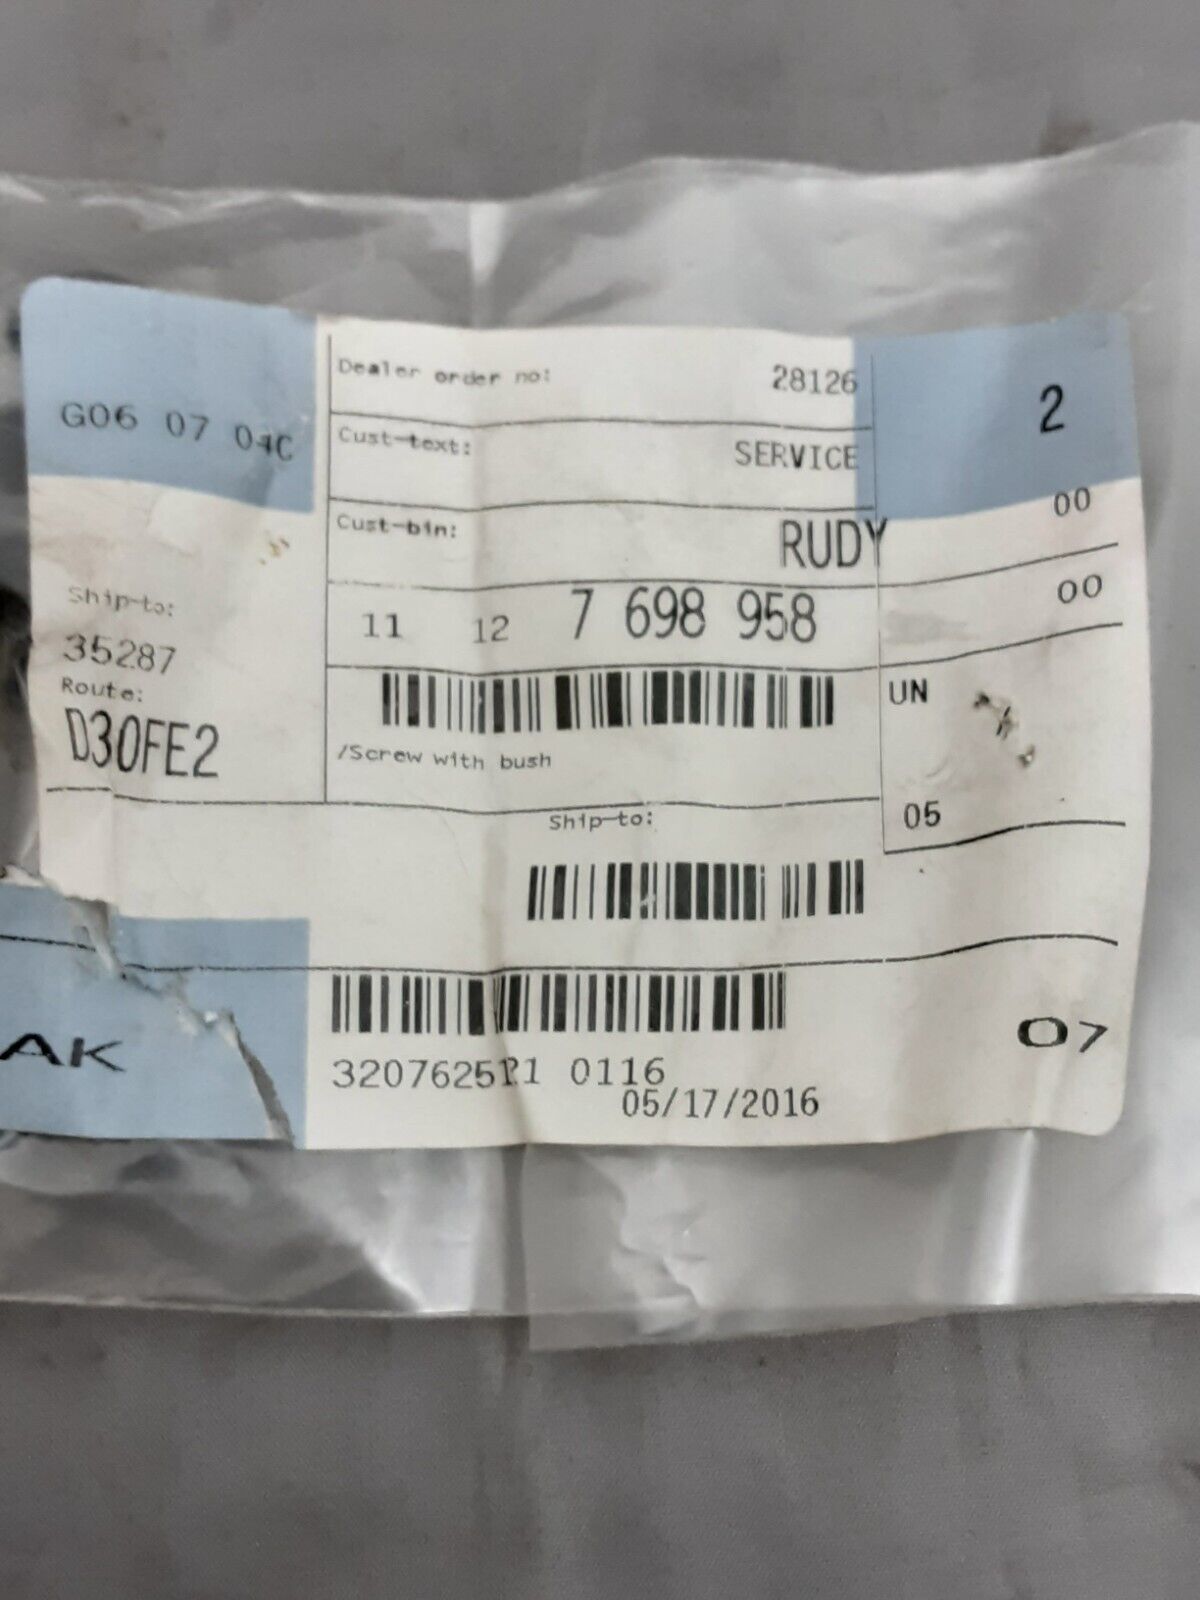 Dealer order no: 28126
2
G06 07 04C
Cust-text: SERVICE
00
Cust-bin: RUDY
00
11 12 7 698 958
Ship-to:
35287
Route:
D30FE2
UN
/Screw with bush
05
Ship-to:
AK
07
3207625 1 0116
05/17/2016